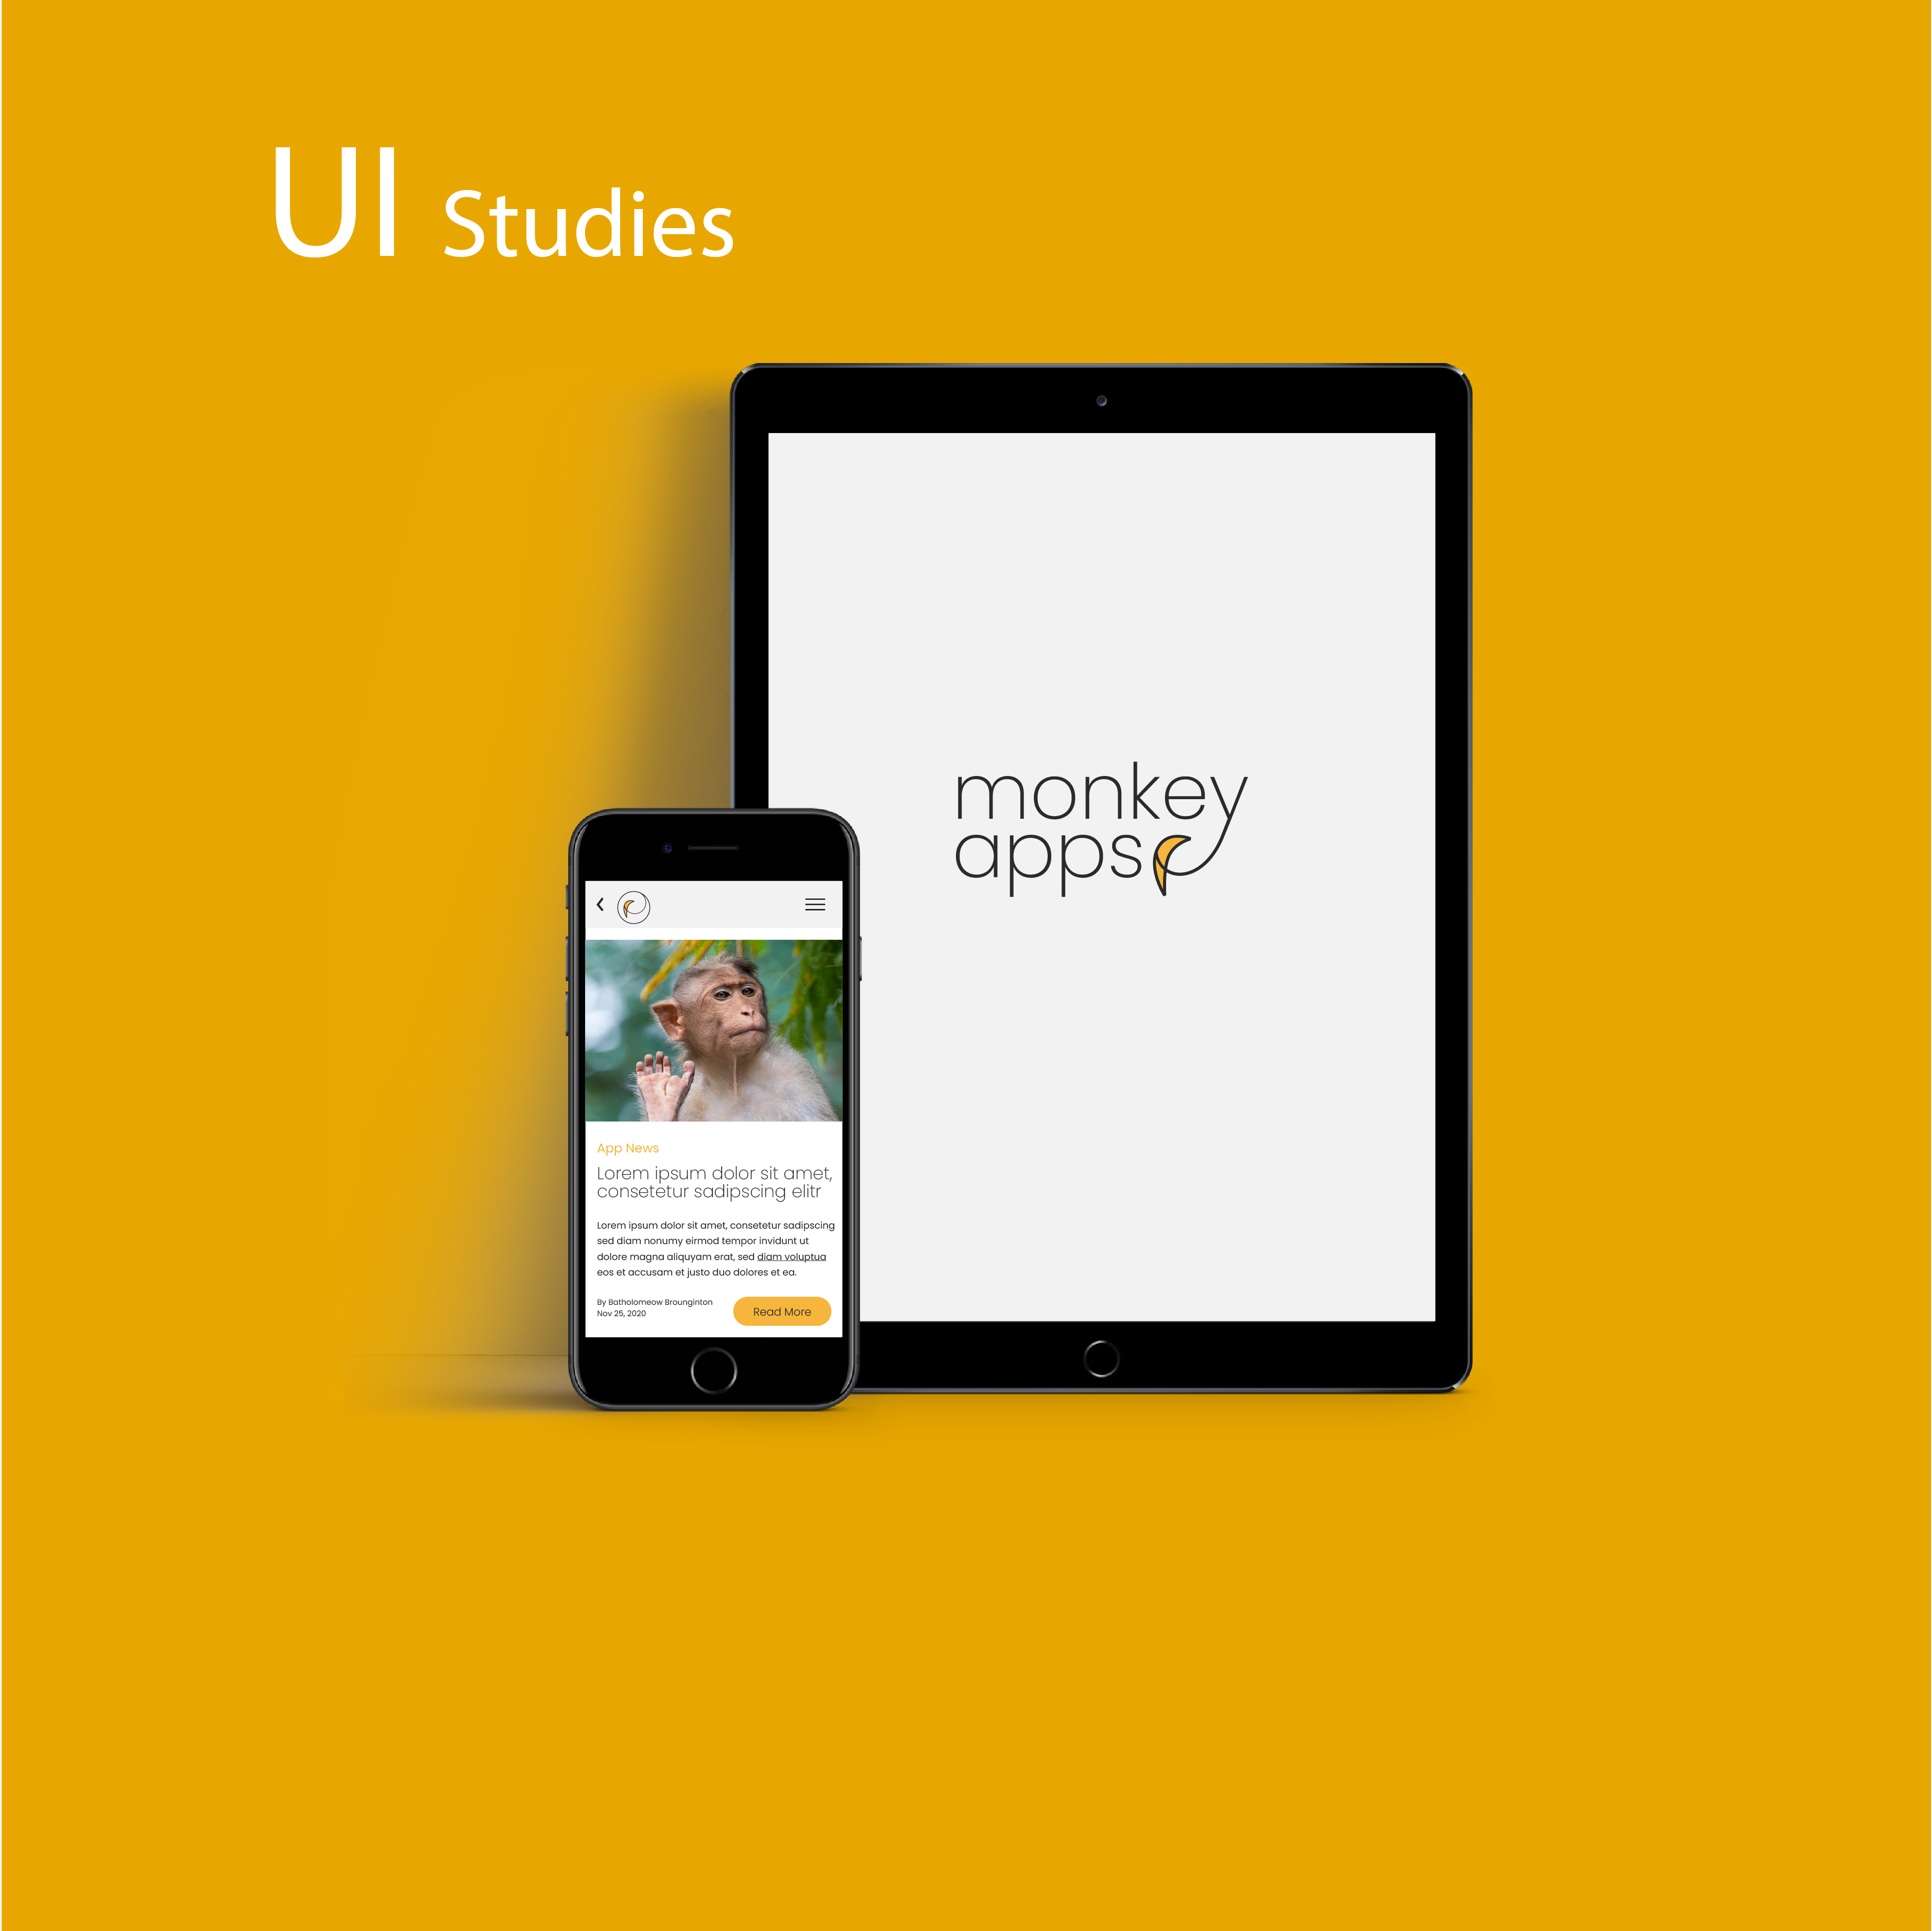 UI Studies
monkey
apps
App News
Lorem ipsum dolor sit amet,
consetetur sadipscing elitr
Lorem ipsum dolor sit amet, consetetur sadipscing
sed diam nonumy eirmod tempor invidunt ut
dolore magna aliquyam erat, sed diam voluptua
eos et accusam et justo duo dolores et ea.
By Batholomeow Brounginton
Nov 25, 2020
Read More